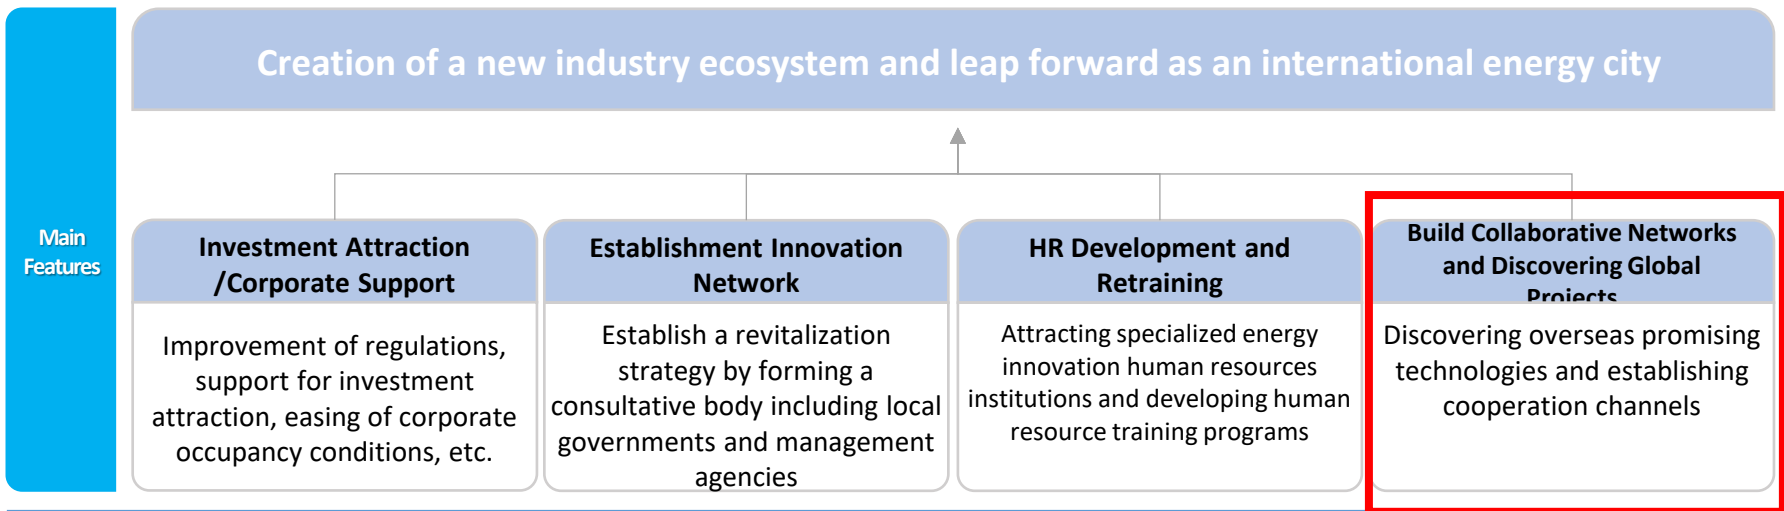 Creation of a new industry ecosystem and leap forward as an international energy city
Main
Features
Investment Attraction
/Corporate Support
Improvement of regulations,
support for investment
attraction, easing of corporate
occupancy conditions, etc.
Establishment Innovation
Network
Establish a revitalization
strategy by forming a
consultative body including local
governments and management
agencies
HR Development and
Retraining
Attracting specialized energy
innovation human resources
institutions and developing human
resource training programs
Build Collaborative Networks
and Discovering Global
Projects
Discovering overseas promising
technologies and establishing
cooperation channels